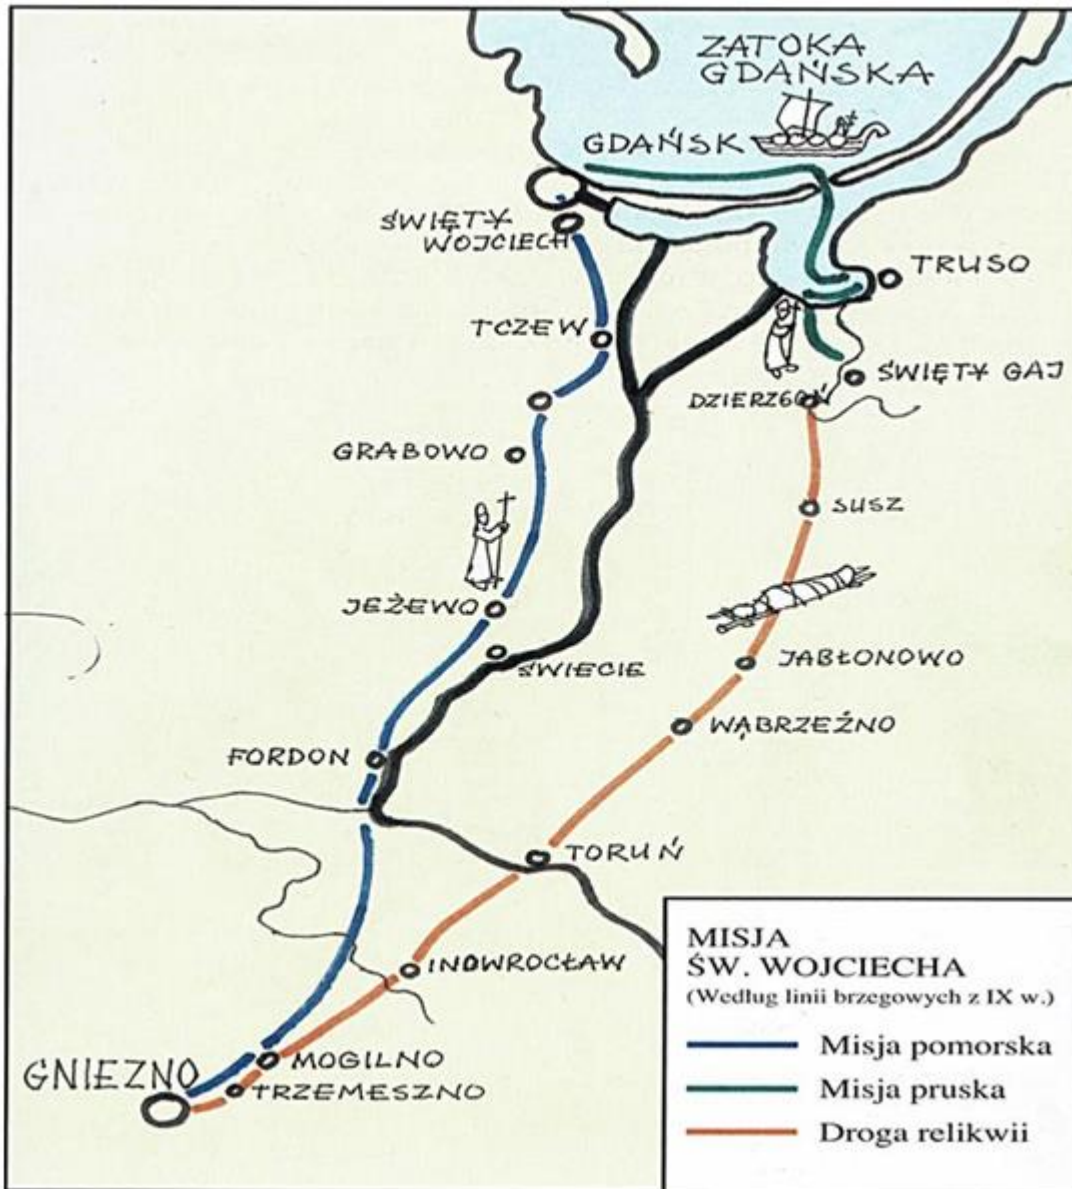 ZATOKA
GDAŃSKA
GDAŃSK
ŚWIĘTY
WOJCIECH
TRUSO
TCZEW
ŚWIĘTY GAJ
DZIERZGOŃ
GRABOWO
SUSZ
JEŻEWO
ŚWIECIE
JABŁONOWO
WĄBRZEŹNO
FORDON
TORUŃ
INOWROCŁAW
MOGILNO
GNIEZNO
TRZEMESZNO
MISJA
ŚW. WOJCIECHA
(Według linii brzegowych z IX w.)
Misja pomorska
Misja pruska
Droga relikwii